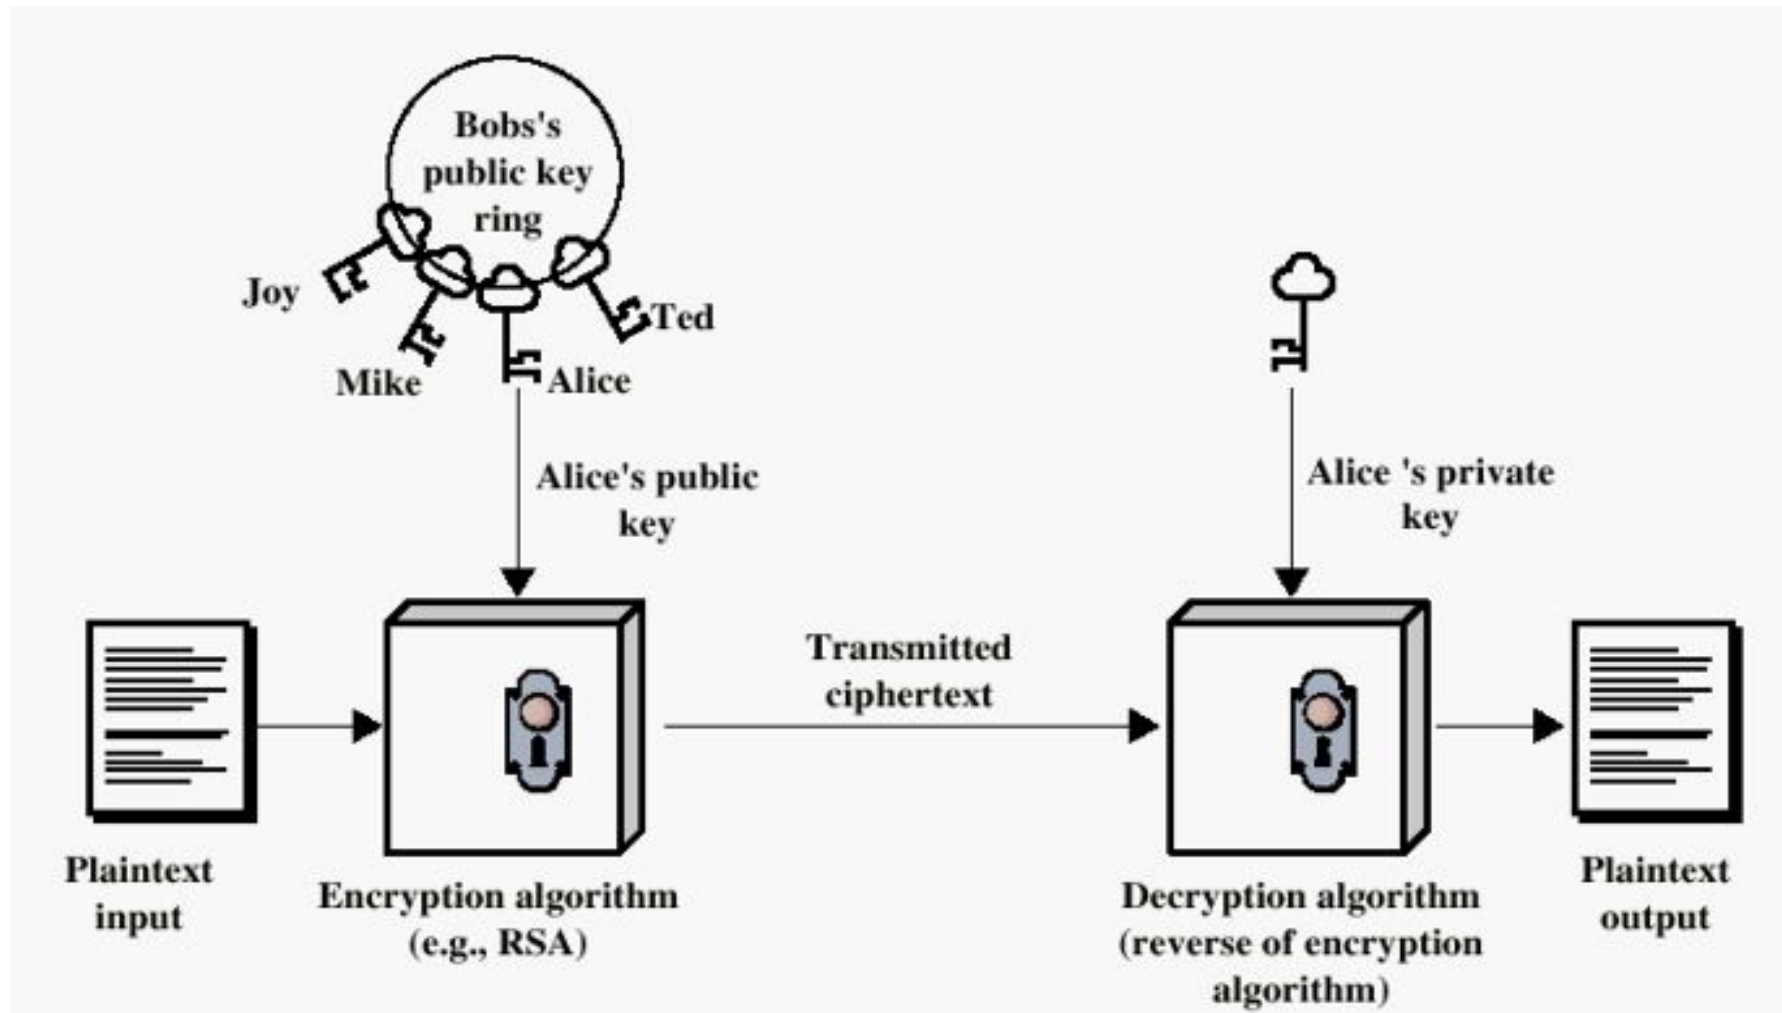 Bobs's
public key
ring
Joy
Ted
Mike
Alice
Alice's public
key
Alice 's private
key
Transmitted
ciphertext
Plaintext
input
Encryption algorithm
(e.g., RSA)
Decryption algorithm
(reverse of encryption
algorithm)
Plaintext
output